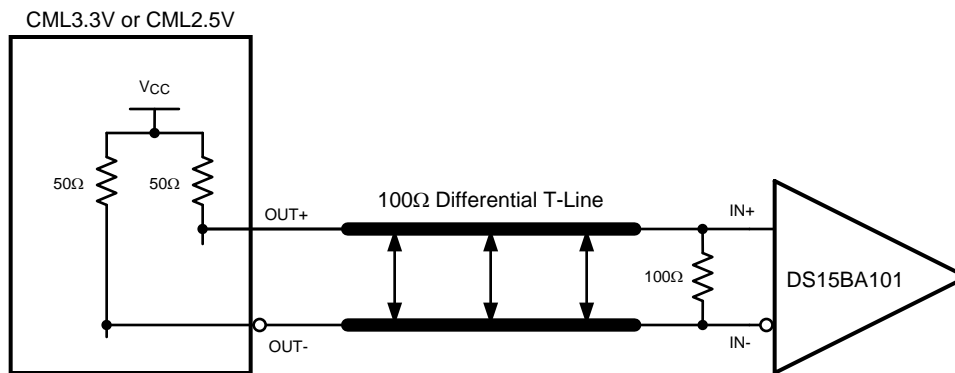 CML3.3V or CML2.5V
VCC
50Ω
50Ω
OUT+
100Ω Differential T-Line
IN+
100Ω
DS15BA101
OUT-
IN-